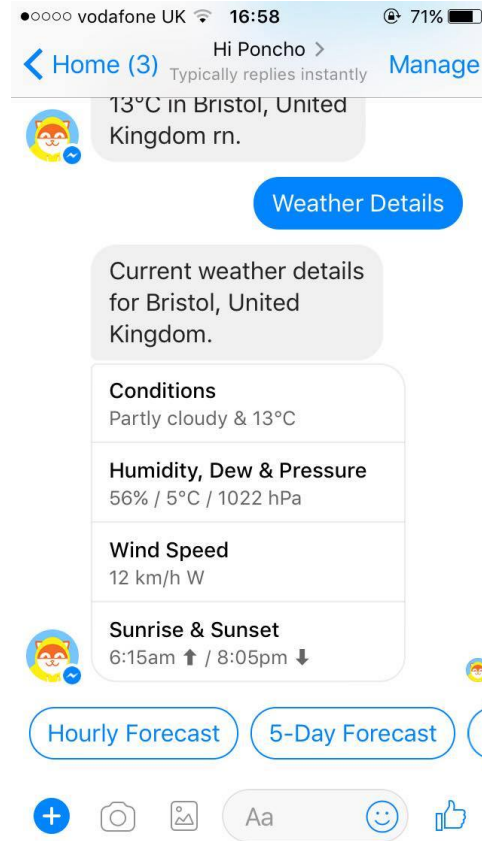 vodafone UK 16:58 71%
Home (3) Hi Poncho > Manage
Typically replies instantly
13°C in Bristol, United
Kingdom rn.
Weather Details
Current weather details
for Bristol, United
Kingdom.
Conditions
Partly cloudy & 13°C
Humidity, Dew & Pressure
56% / 5°C / 1022 hPa
Wind Speed
12 km/h W
Sunrise & Sunset
6:15am ⬆ / 8:05pm ⬇
Hourly Forecast 5-Day Forecast
Aa